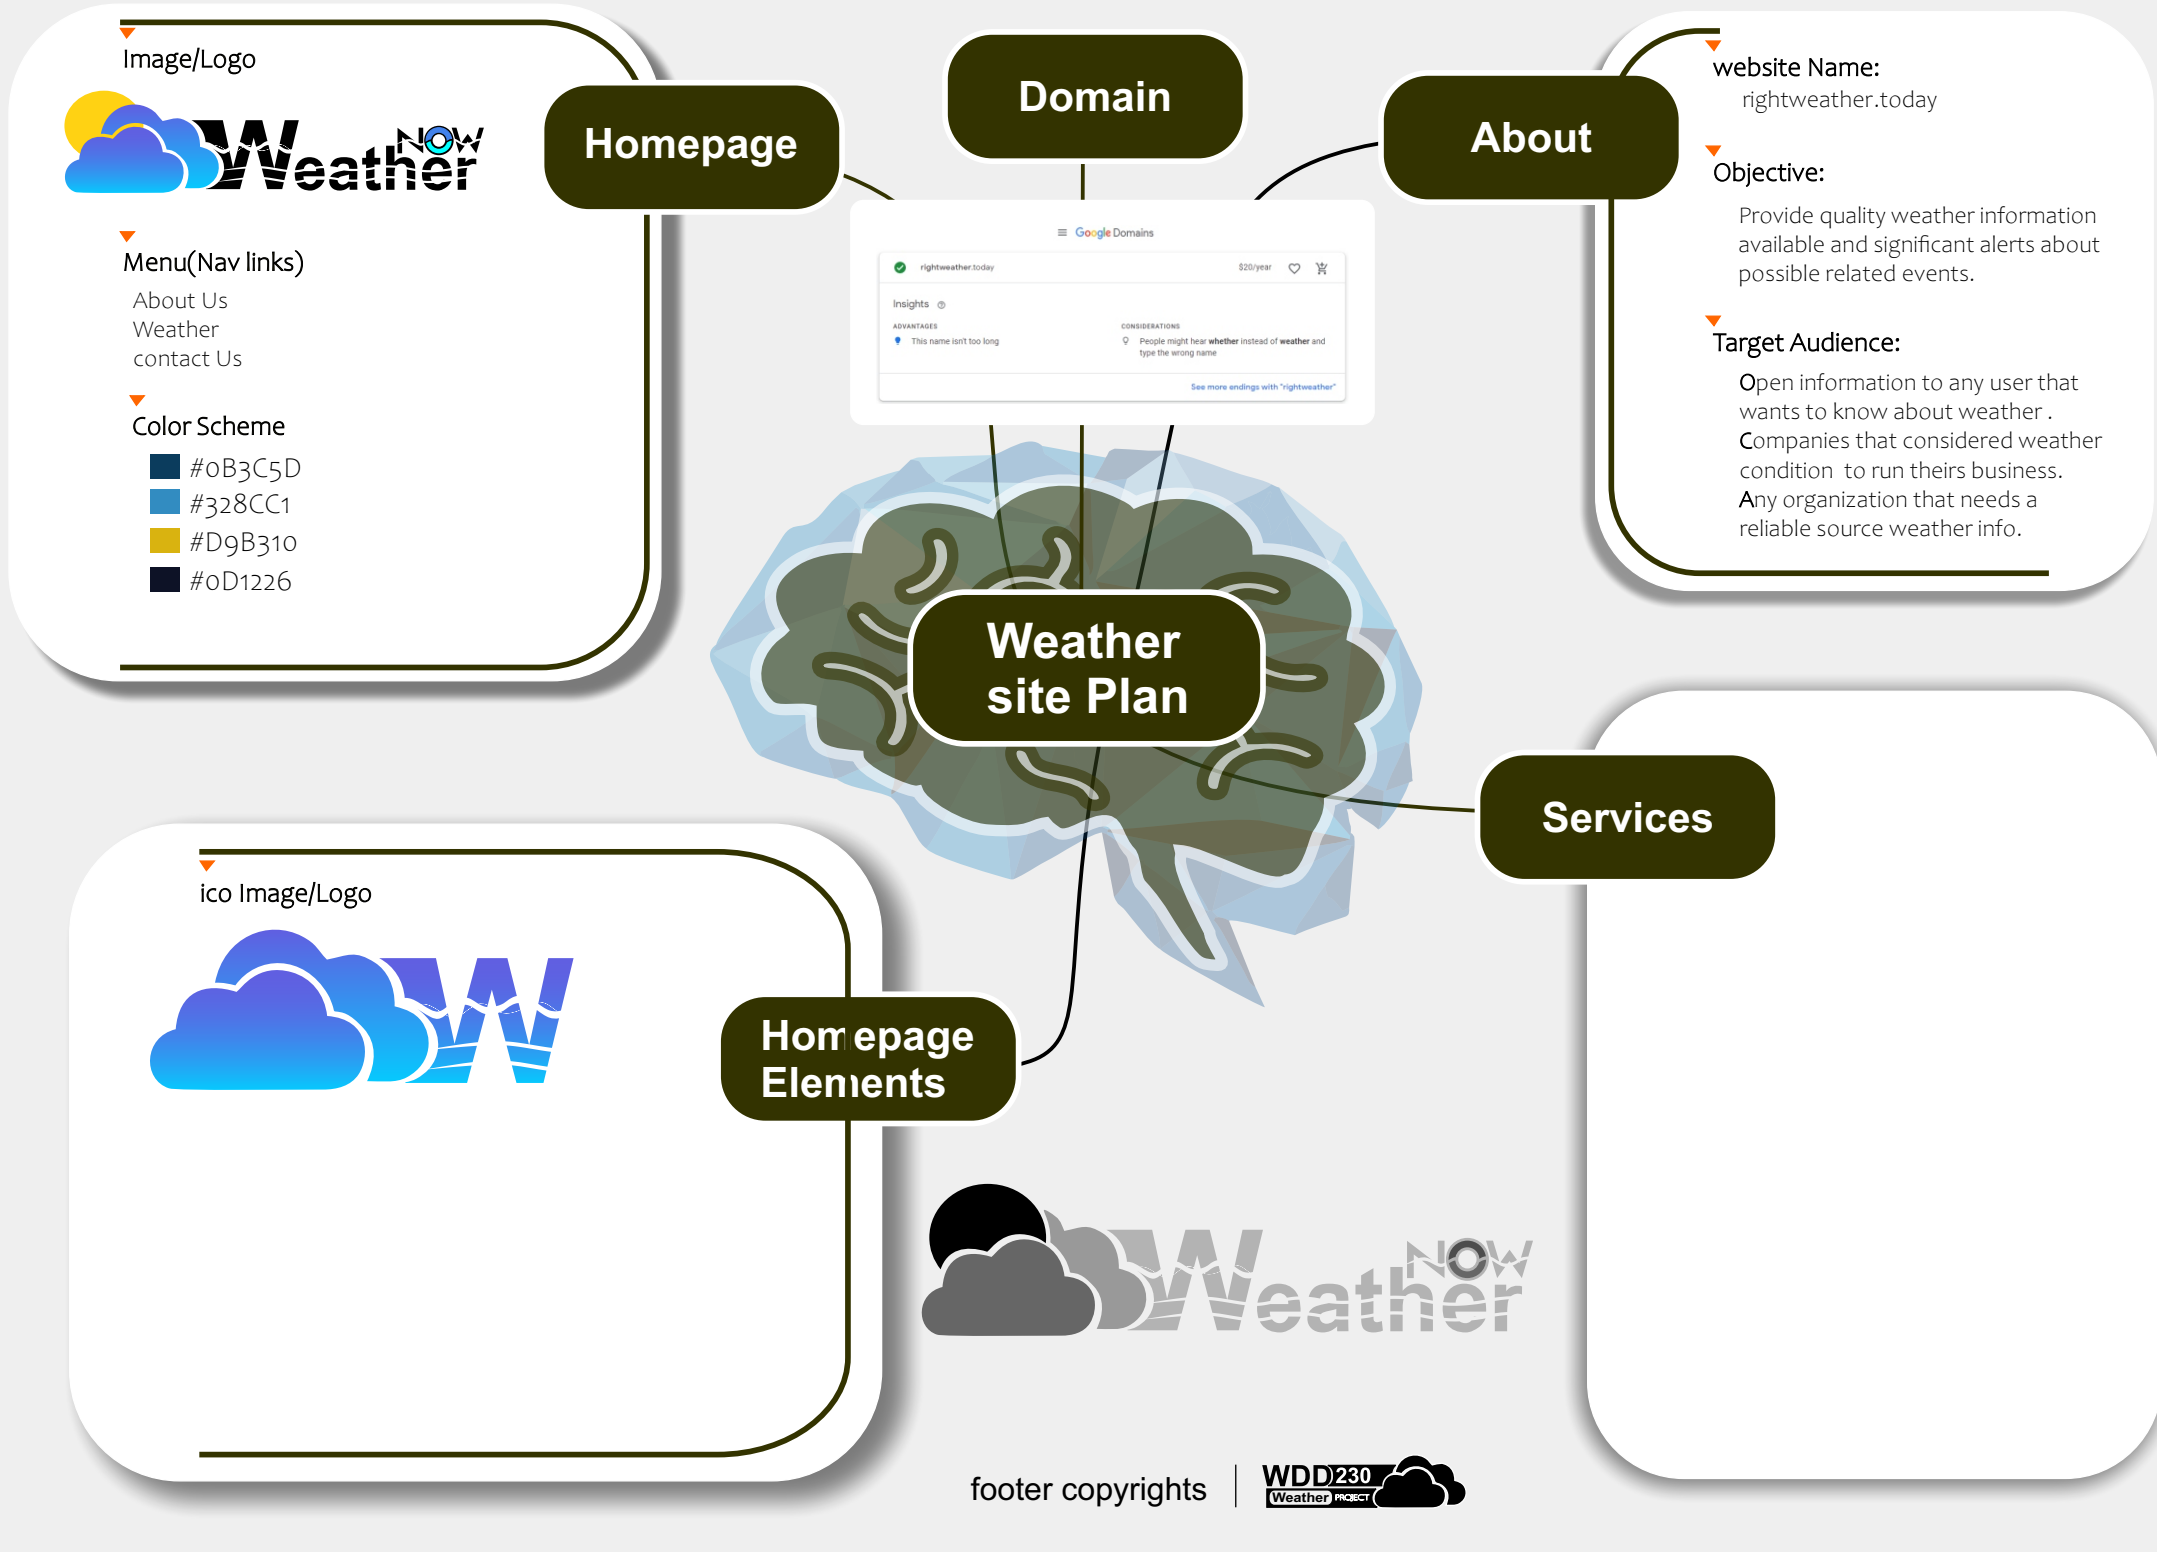 Image/Logo
Weather NOW
Menu(Nav links)
About Us
Weather
contact Us
Color Scheme
#0B3C5D
#328CC1
#D9B310
#0D1226
Homepage
Domain
About
Google Domains
rightweather.today
$20/year
Insights
ADVANTAGES
This name isn't too long
CONSIDERATIONS
People might hear whether instead of weather and
type the wrong name
See more endings with "rightweather"
website Name:
rightweather.today
Objective:
Provide quality weather information
available and significant alerts about
possible related events.
Target Audience:
Open information to any user that
wants to know about weather .
Companies that considered weather
condition to run theirs business.
Any organization that needs a
reliable source weather info.
Weather
site Plan
Services
ico Image/Logo
W
Homepage
Elements
Weather NOW
footer copyrights
WDD230
Weather PROJECT